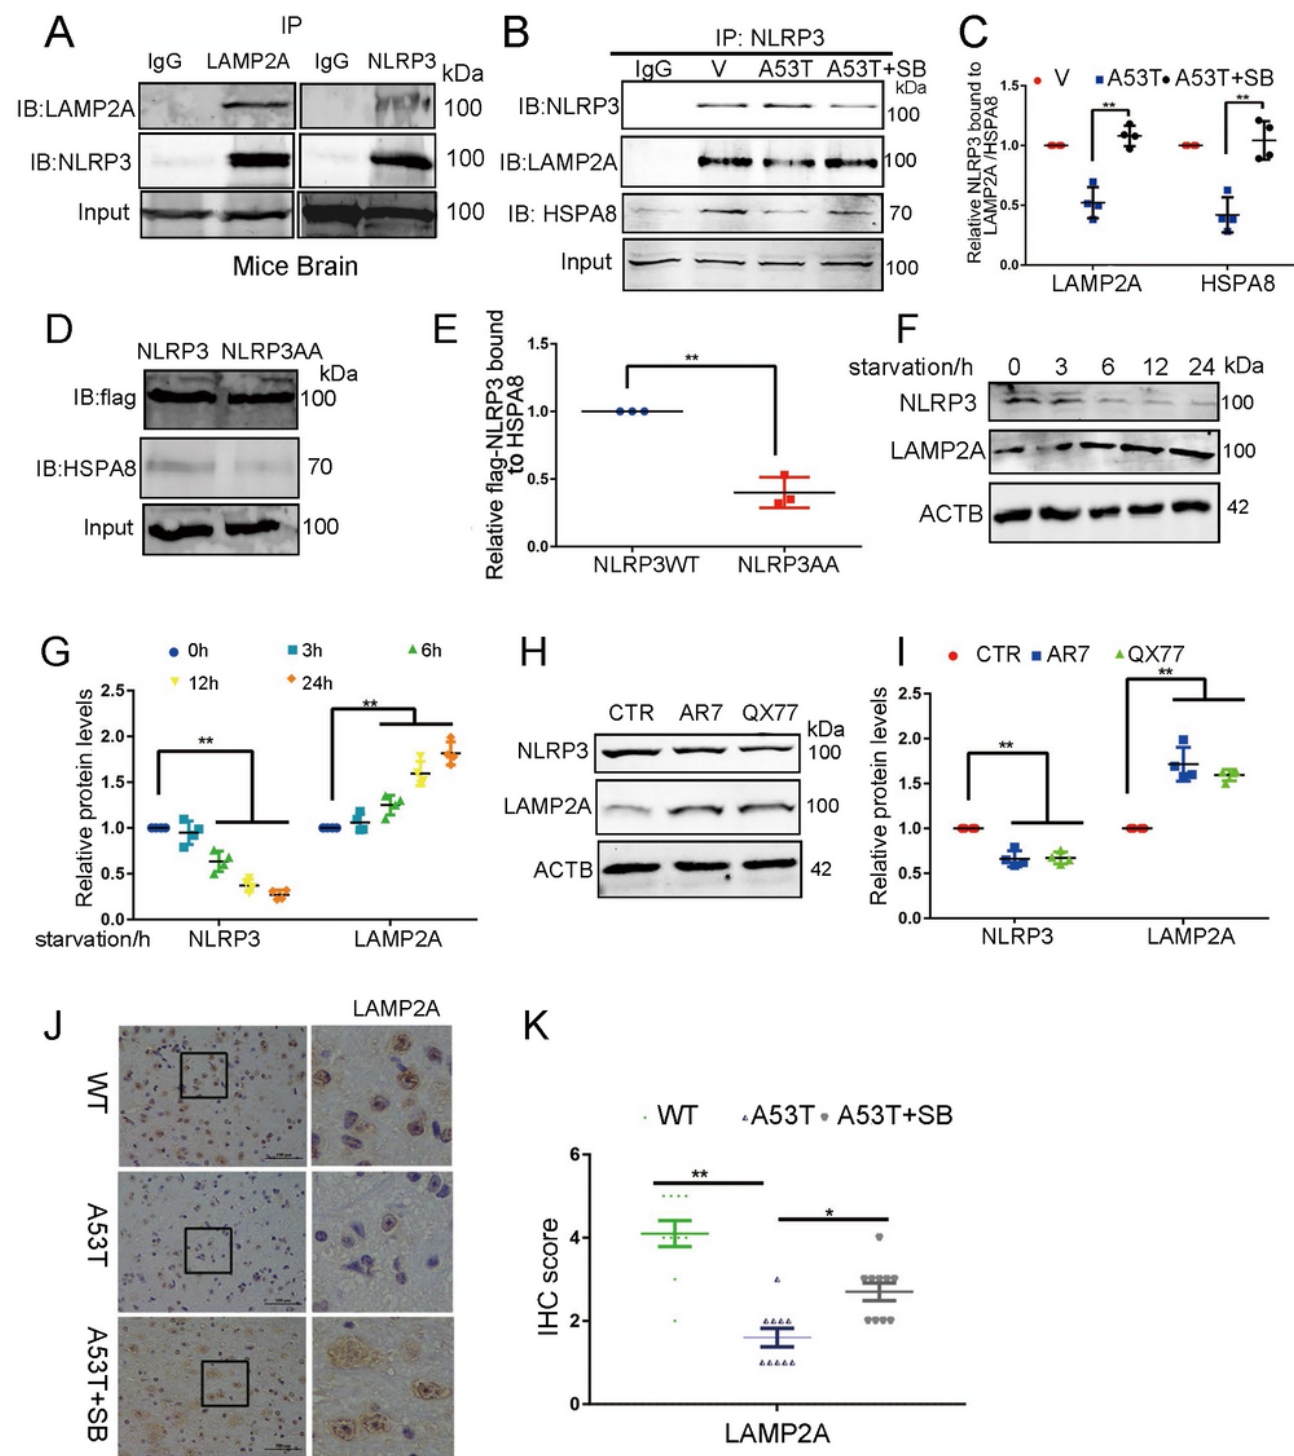 A
IP
IgG LAMP2A IgG NLRP3 kDa
IB:LAMP2A 100
IB:NLRP3 100
Input 100
Mice Brain
B
IP: NLRP3
IgG V A53T A53T+SB
kDa
IB:NLRP3 100
IB:LAMP2A 100
IB: HSPA8 70
Input 100
C
V A53T A53T+SB
Relative NLRP3 bound to
LAMP2A /HSPA8
1.5
1.0
0.5
0.0
** **
LAMP2A HSPA8
D
NLRP3 NLRP3AA
kDa
IB:flag 100
IB:HSPA8 70
Input 100
E
Relative flag-NLRP3 bound
to HSPA8
1.5
1.0
0.5
0.0
**
NLRP3WT NLRP3AA
F
starvation/h 0 3 6 12 24 kDa
NLRP3 100
LAMP2A 100
ACTB 42
G
0h 3h 6h
12h 24h
Relative protein levels
2.5
2.0
1.5
1.0
0.5
0.0
** **
starvation/h NLRP3 LAMP2A
H
CTR AR7 QX77
kDa
NLRP3 100
LAMP2A 100
ACTB 42
I
CTR AR7 QX77
Relative protein levels
2.5
2.0
1.5
1.0
0.5
0.0
** **
NLRP3 LAMP2A
J
LAMP2A
WT
A53T
A53T+SB
K
WT A53T A53T+SB
IHC score
6
4
2
0
** *
LAMP2A